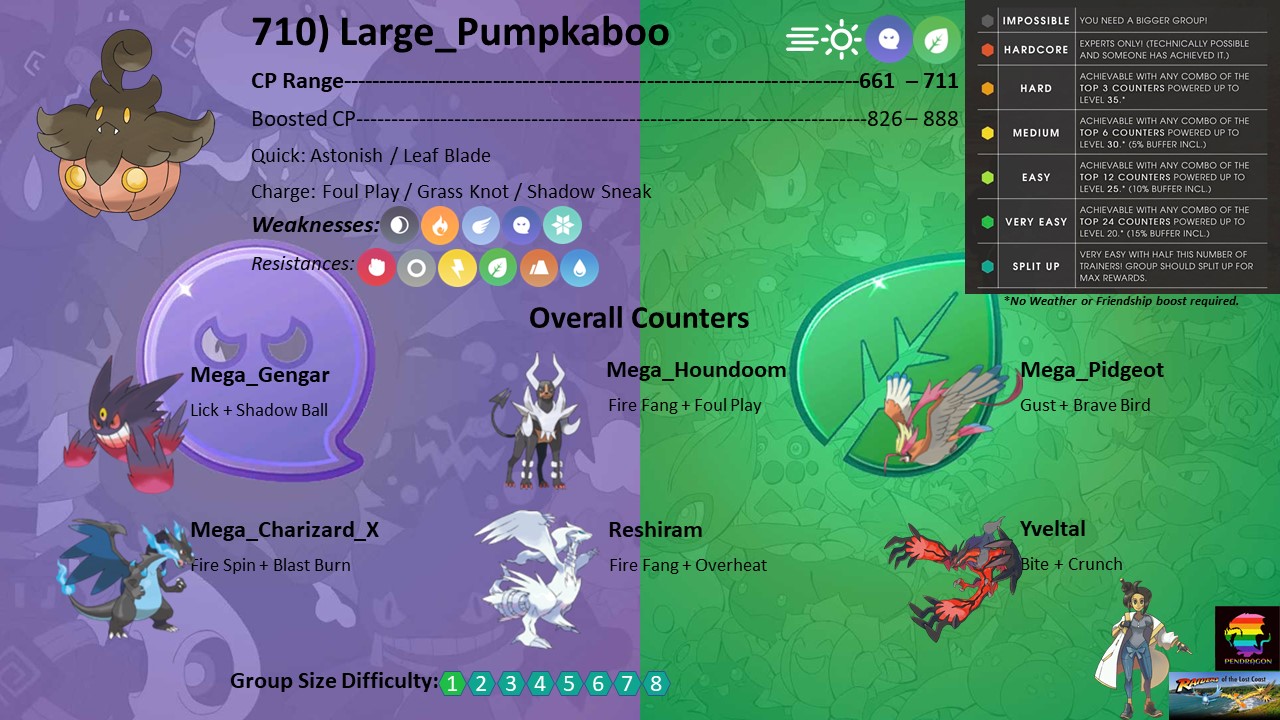 710) Large_Pumpkaboo
CP Range---661 – 711
Boosted CP---826 – 888
Quick: Astonish / Leaf Blade
Charge: Foul Play / Grass Knot / Shadow Sneak
Weaknesses:
Resistances:
IMPOSSIBLE YOU NEED A BIGGER GROUP!
HARDCORE EXPERTS ONLY! (TECHNICALLY POSSIBLE
AND SOMEONE HAS ACHIEVED IT.)
HARD ACHIEVABLE WITH ANY COMBO OF THE
TOP 3 COUNTERS POWERED UP TO
LEVEL 35.*
MEDIUM ACHIEVABLE WITH ANY COMBO OF THE
TOP 6 COUNTERS POWERED UP TO
LEVEL 30.* (5% BUFFER INCL.)
EASY ACHIEVABLE WITH ANY COMBO OF THE
TOP 12 COUNTERS POWERED UP TO
LEVEL 25.* (10% BUFFER INCL.)
VERY EASY ACHIEVABLE WITH ANY COMBO OF THE
TOP 24 COUNTERS POWERED UP TO
LEVEL 20.* (15% BUFFER INCL.)
SPLIT UP VERY EASY WITH HALF THIS NUMBER OF
TRAINERS! GROUP SHOULD SPLIT UP FOR
MAX REWARDS.
*No Weather or Friendship boost required.
Overall Counters
Mega_Gengar
Lick + Shadow Ball
Mega_Houndoom
Fire Fang + Foul Play
Mega_Pidgeot
Gust + Brave Bird
Mega_Charizard_X
Fire Spin + Blast Burn
Reshiram
Fire Fang + Overheat
Yveltal
Bite + Crunch
Group Size Difficulty: 1 2 3 4 5 6 7 8
PENDRAGON
RAIDERS of the Lost Coast